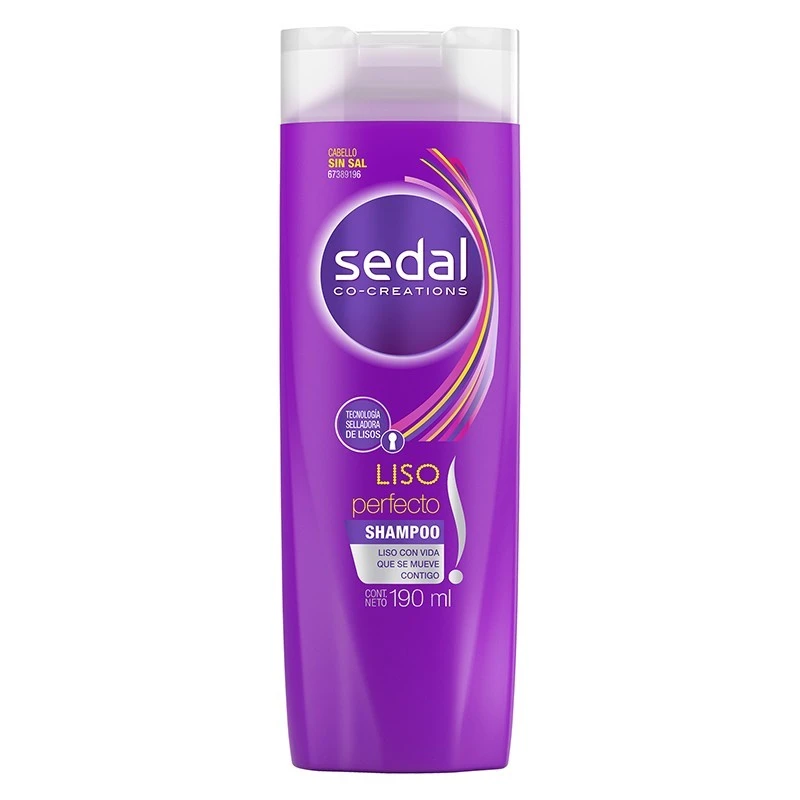 CABELLO
SIN SAL
67389196
sedal
CO-CREATIONS
TECNOLOGÍA
SELLADORA
DE LISOS
LISO
perfecto
SHAMPOO
LISO CON VIDA
QUE SE MUEVE
CONTIGO
CONT.
NETO 190 ml